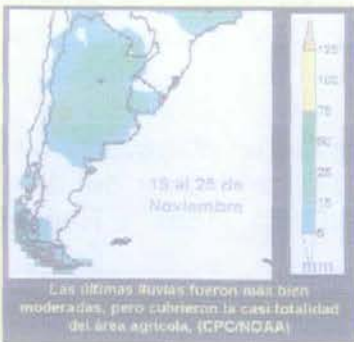 125
100
75
50
25
15
5
mm
19 al 25 de
Noviembre
Las últimas lluvias fueron más bien
moderadas, pero cubrieron la casi totalidad
del área agrícola, (CPC/NOAA)